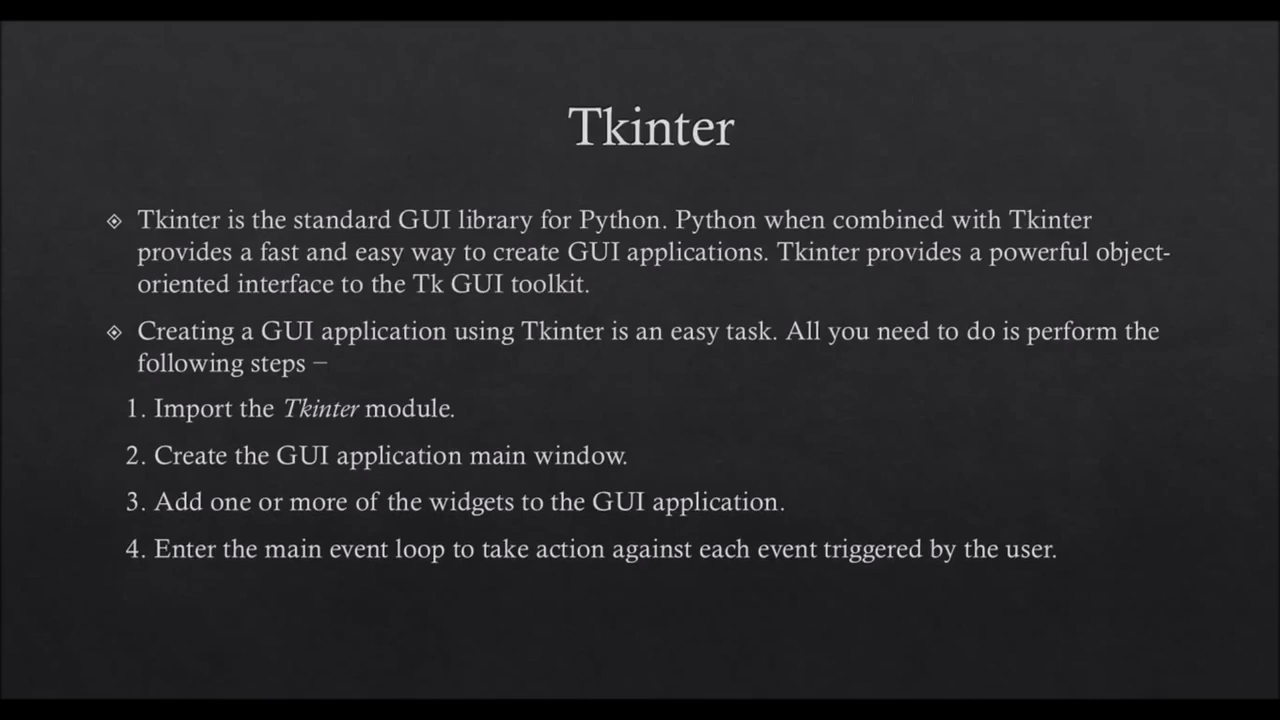 Tkinter
Tkinter is the standard GUI library for Python. Python when combined with Tkinter
provides a fast and easy way to create GUI applications. Tkinter provides a powerful object-
oriented interface to the Tk GUI toolkit.
Creating a GUI application using Tkinter is an easy task. All you need to do is perform the
following steps –
1. Import the Tkinter module.
2. Create the GUI application main window.
3. Add one or more of the widgets to the GUI application.
4. Enter the main event loop to take action against each event triggered by the user.